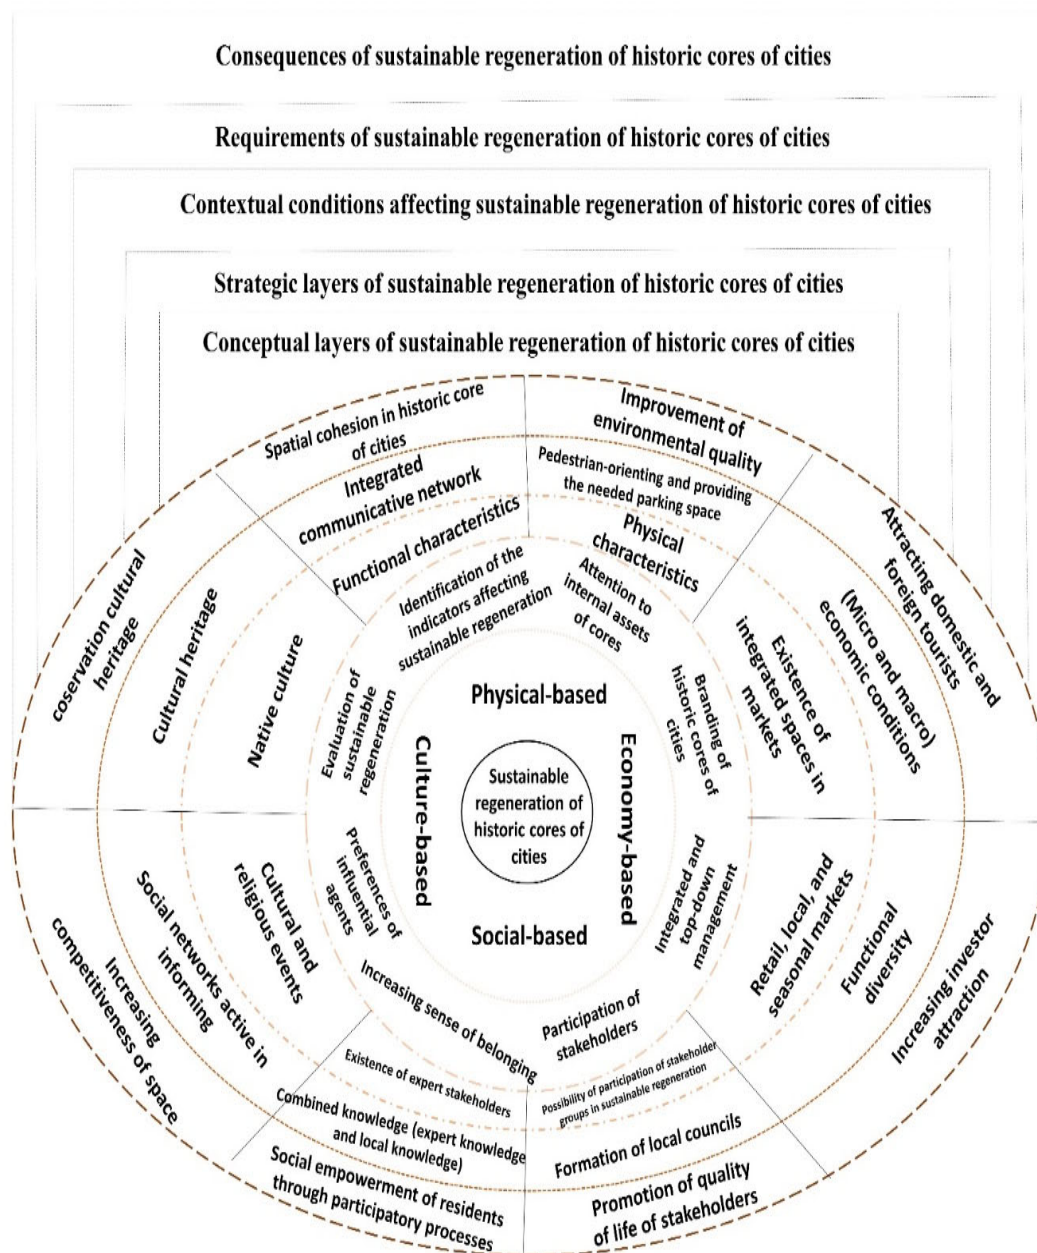 Consequences of sustainable regeneration of historic cores of cities
Requirements of sustainable regeneration of historic cores of cities
Contextual conditions affecting sustainable regeneration of historic cores of cities
Strategic layers of sustainable regeneration of historic cores of cities
Conceptual layers of sustainable regeneration of historic cores of cities
Spatial cohesion in historic core
of cities
Improvement of
environmental quality
Attracting domestic and
foreign tourists
Increasing investor
attraction
Promotion of quality
of life of stakeholders
Social empowerment of residents
through participatory processes
Increasing
competitiveness of space
coservation cultural
heritage
Integrated
communicative network
Pedestrian-orienting and providing
the needed parking space
(Micro and macro)
economic conditions
Functional
diversity
Formation of local councils
Combined knowledge (expert knowledge
and local knowledge)
Social networks active in
informing
Cultural heritage
Functional characteristics
Physical
characteristics
Existence of
integrated spaces in
markets
Retail, local, and
seasonal markets
Possibility of participation of stakeholder
groups in sustainable regeneration
Existence of expert stakeholders
Cultural and
religious events
Native culture
Identification of the
indicators affecting
sustainable regeneration
Attention to
internal assets
of cores
Branding of
historic cores of
cities
Integrated and
top-down
management
Participation of
stakeholders
Increasing sense of belonging
Preferences of
influential
agents
Evaluation of
sustainable
regeneration
Physical-based
Economy-based
Social-based
Culture-based
Sustainable
regeneration of
historic cores of
cities